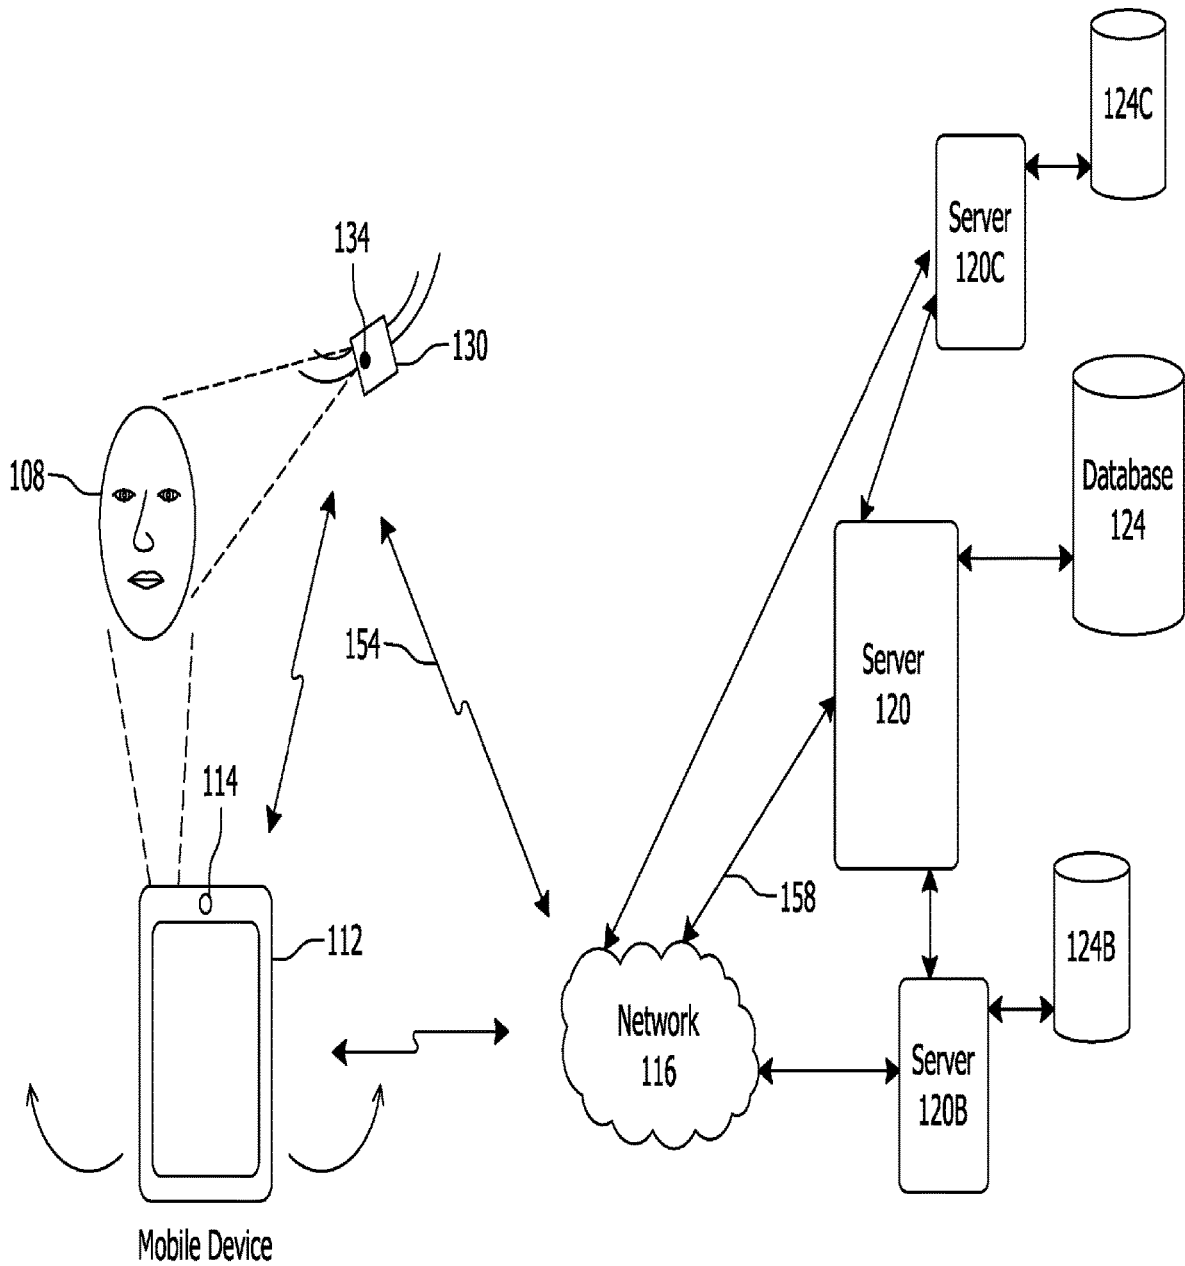 124C
Server
120C
134
130
108
Database
124
154
Server
120
114
158
112
124B
Network
116
Server
120B
Mobile Device